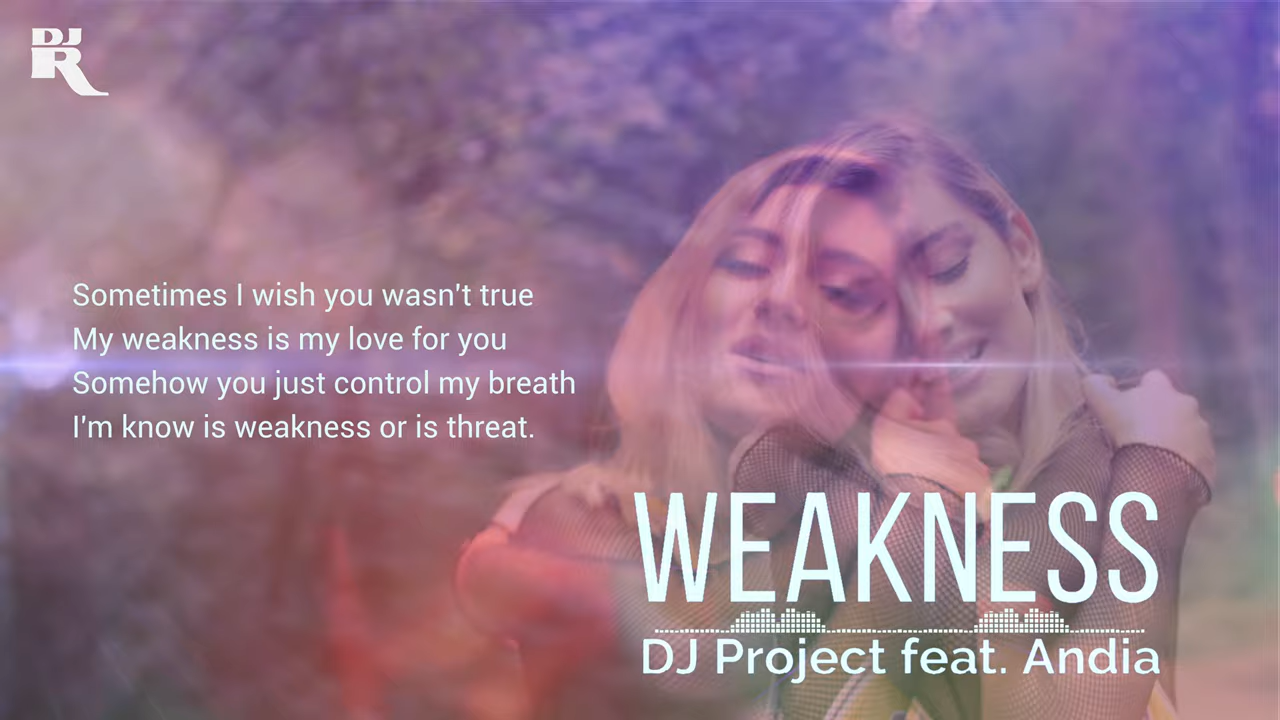 DJ
R
Sometimes I wish you wasn't true
My weakness is my love for you
Somehow you just control my breath
I'm know is weakness or is threat.
WEAKNESS
DJ Project feat. Andia